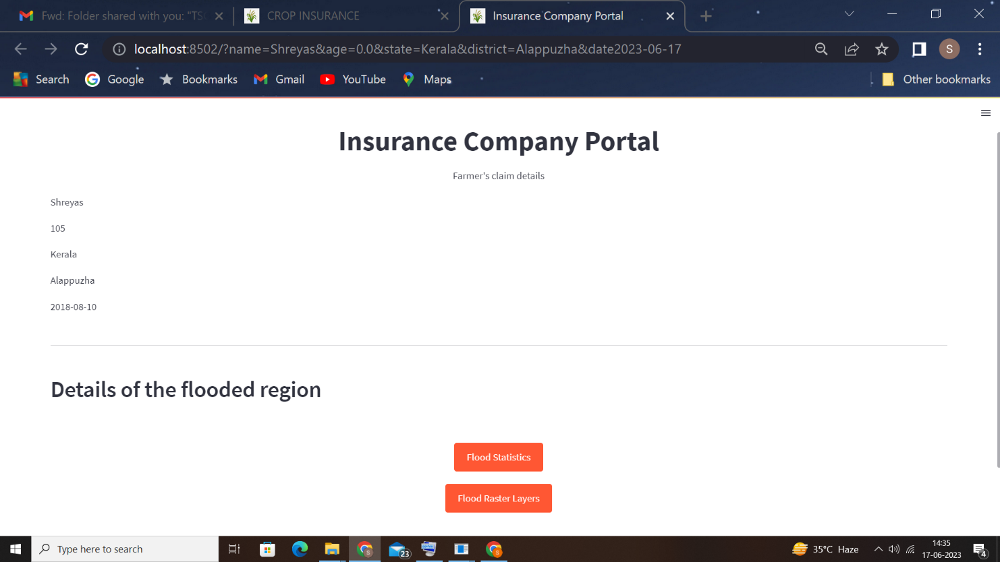 Fwd: Folder shared with you: "TS
CROP INSURANCE
Insurance Company Portal
localhost:8502/?name=Shreyas&age=0.0&state=Kerala&district=Alappuzha&date2023-06-17
S
Search
Google
Bookmarks
Gmail
YouTube
Maps
Other bookmarks
Insurance Company Portal
Farmer's claim details
Shreyas
105
Kerala
Alappuzha
2018-08-10
Details of the flooded region
Flood Statistics
Flood Raster Layers
Type here to search
23
35°C Haze
14:35
17-06-2023
4